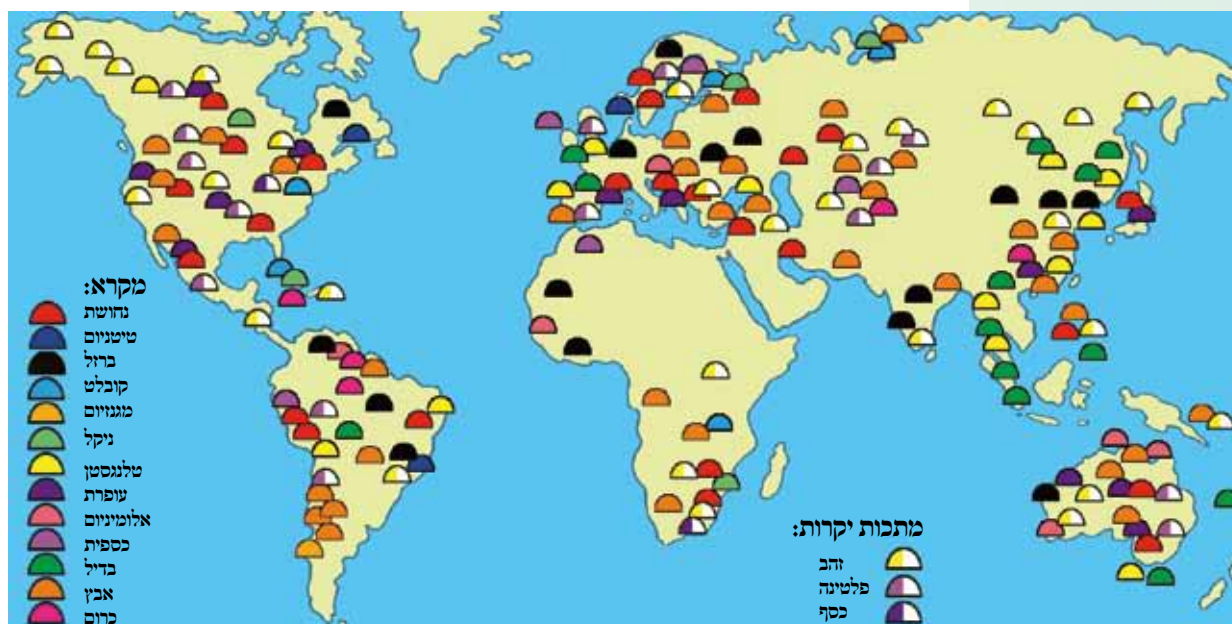 מקרא:
נחושת
טיטניום
ברזל
קובלט
מגנזיום
ניקל
טלנגסטן
עופרת
אלומיניום
כספית
בדיל
אבץ
כרום
מתכות יקרות:
זהב
פלטינה
כסף